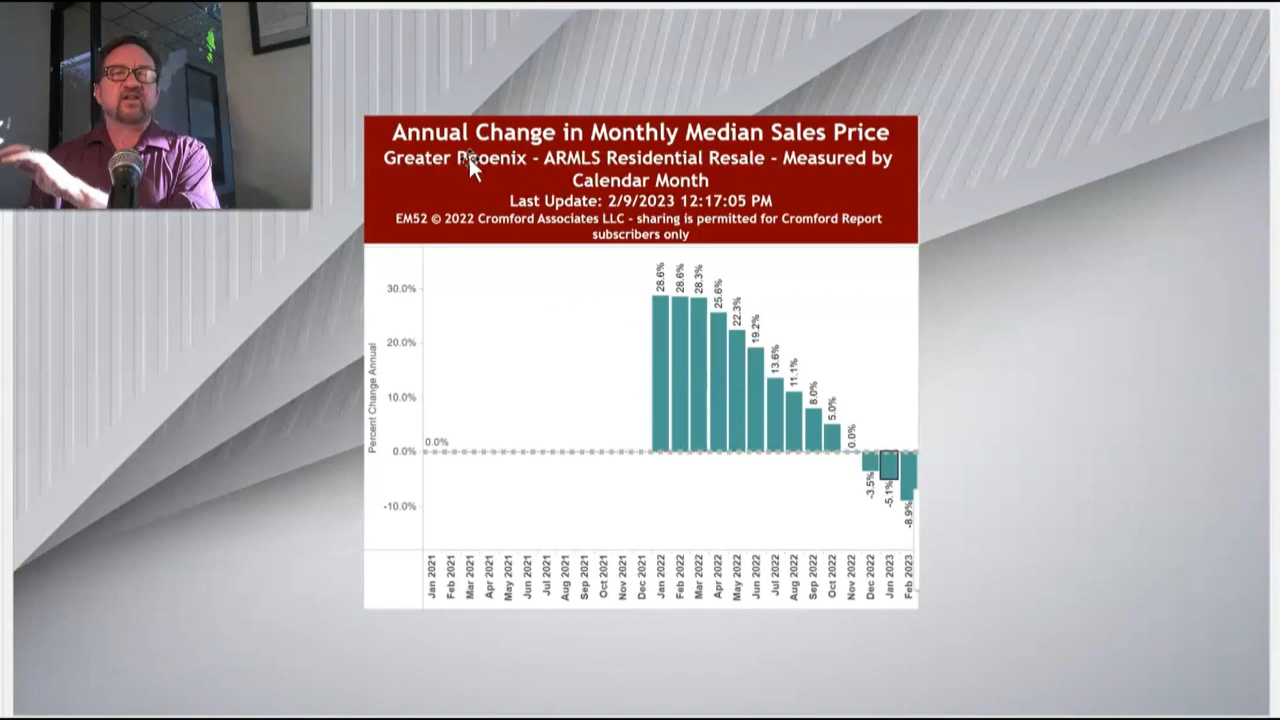 Annual Change in Monthly Median Sales Price
Greater Phoenix - ARMLS Residential Resale - Measured by
Calendar Month
Last Update: 2/9/2023 12:17:05 PM
EM52 © 2022 Cromford Associates LLC - sharing is permitted for Cromford Report
subscribers only
Percent Change Annual
30.0%
20.0%
10.0%
0.0%
-10.0%
0.0%
28.6%
28.6%
28.3%
25.6%
22.3%
19.2%
13.6%
11.1%
8.0%
5.0%
0.0%
-3.5%
-5.1%
-8.9%
Jan 2021
Feb 2021
Mar 2021
Apr 2021
May 2021
Jun 2021
Jul 2021
Aug 2021
Sep 2021
Oct 2021
Nov 2021
Dec 2021
Jan 2022
Feb 2022
Mar 2022
Apr 2022
May 2022
Jun 2022
Jul 2022
Aug 2022
Sep 2022
Oct 2022
Nov 2022
Dec 2022
Jan 2023
Feb 2023